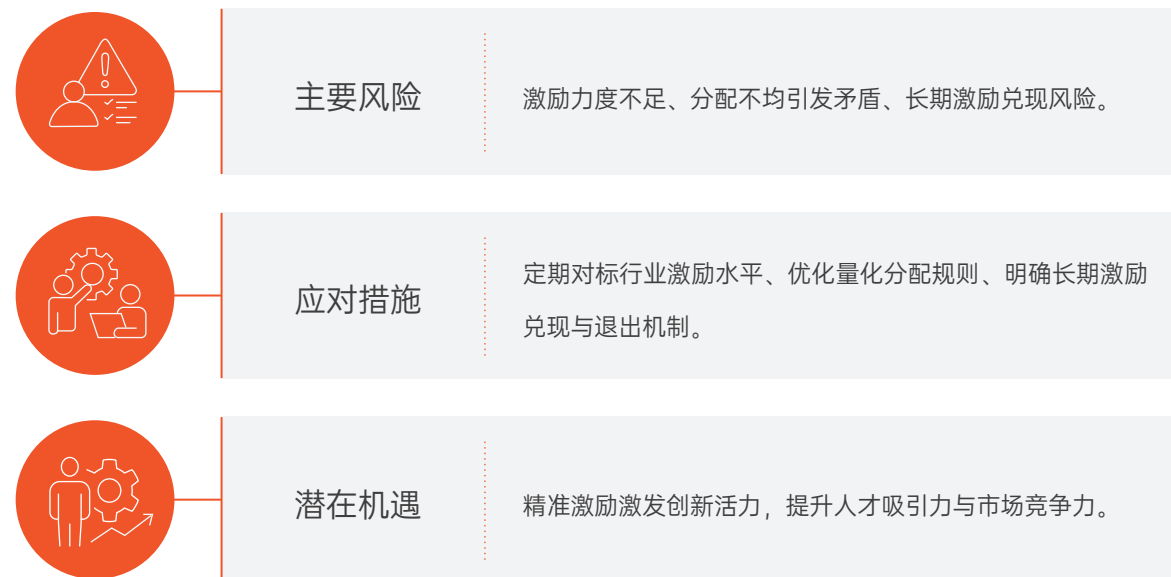 主要风险
激励力度不足、分配不均引发矛盾、长期激励兑现风险。
应对措施
定期对标行业激励水平、优化量化分配规则、明确长期激励
兑现与退出机制。
潜在机遇
精准激励激发创新活力，提升人才吸引力与市场竞争力。